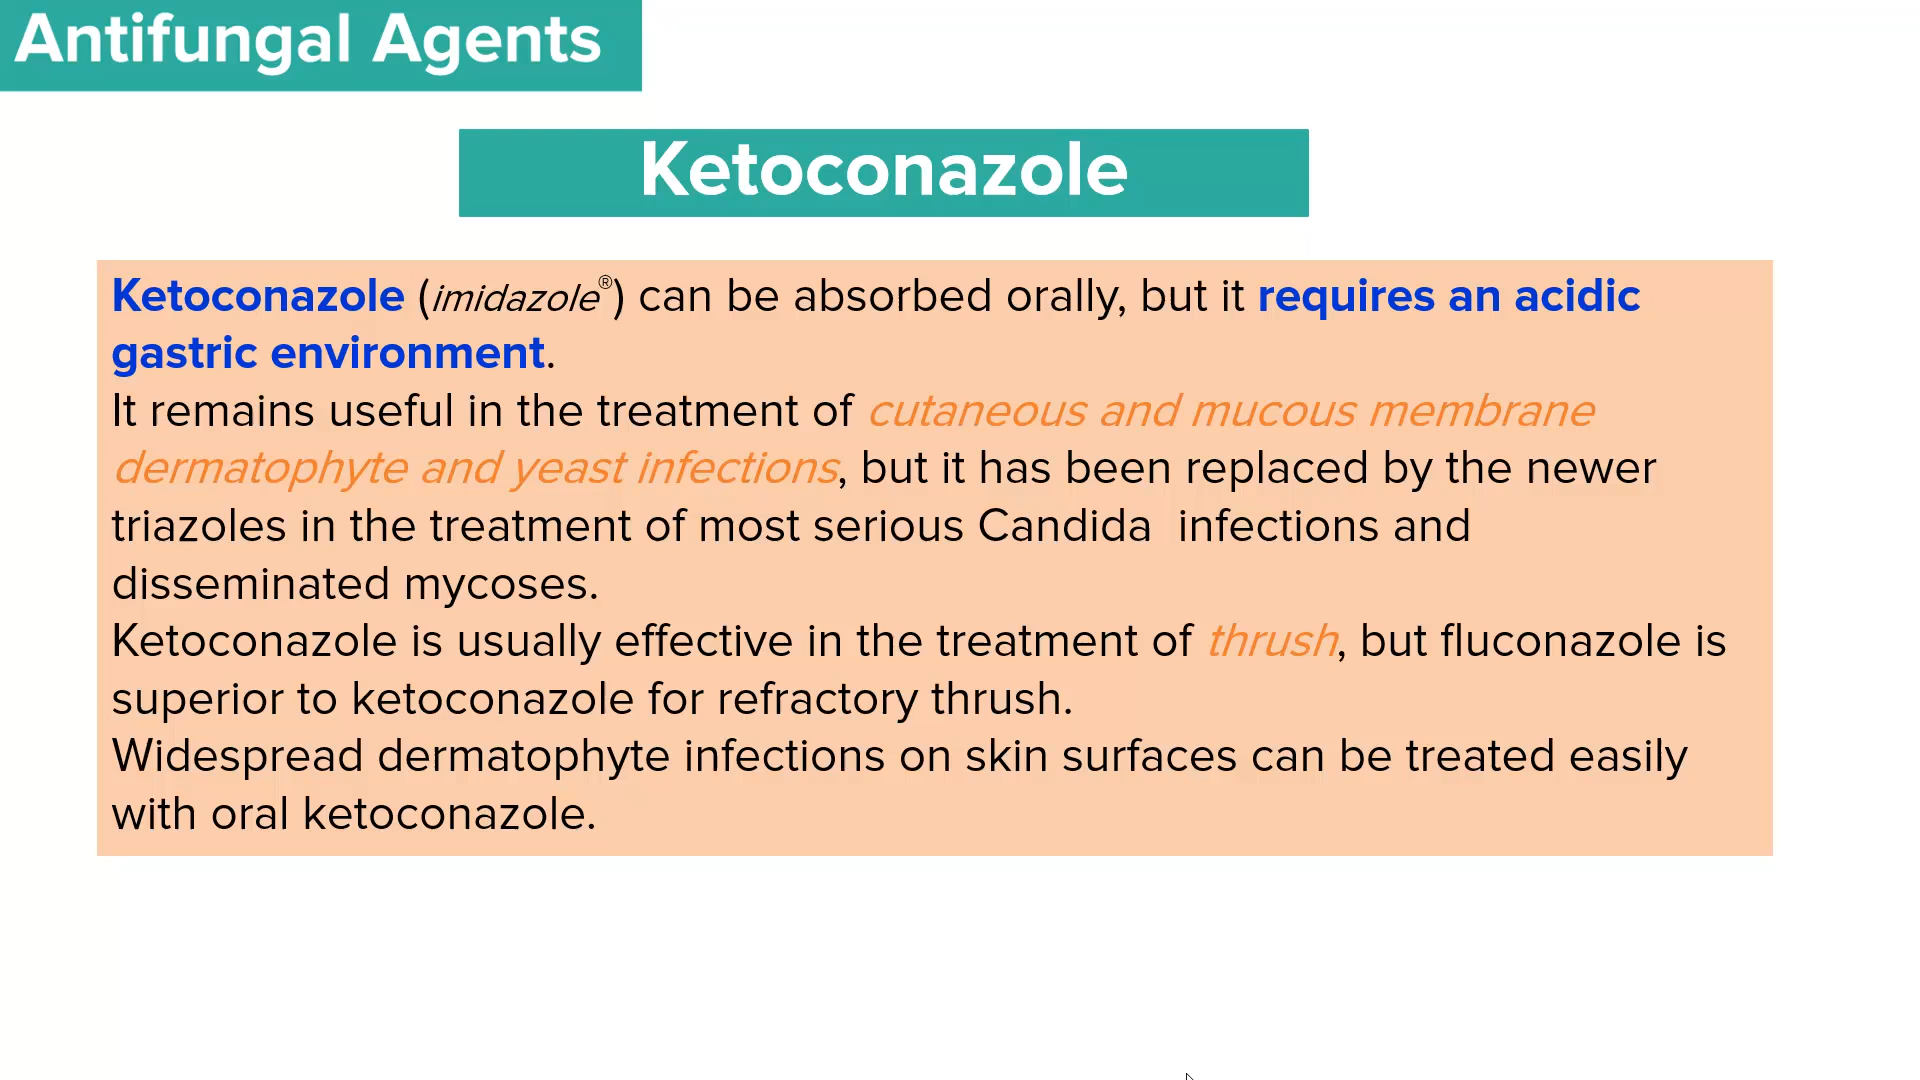 Antifungal Agents
Ketoconazole
Ketoconazole (imidazole®) can be absorbed orally, but it requires an acidic
gastric environment.
It remains useful in the treatment of cutaneous and mucous membrane
dermatophyte and yeast infections, but it has been replaced by the newer
triazoles in the treatment of most serious Candida  infections and
disseminated mycoses.
Ketoconazole is usually effective in the treatment of thrush, but fluconazole is
superior to ketoconazole for refractory thrush.
Widespread dermatophyte infections on skin surfaces can be treated easily
with oral ketoconazole.